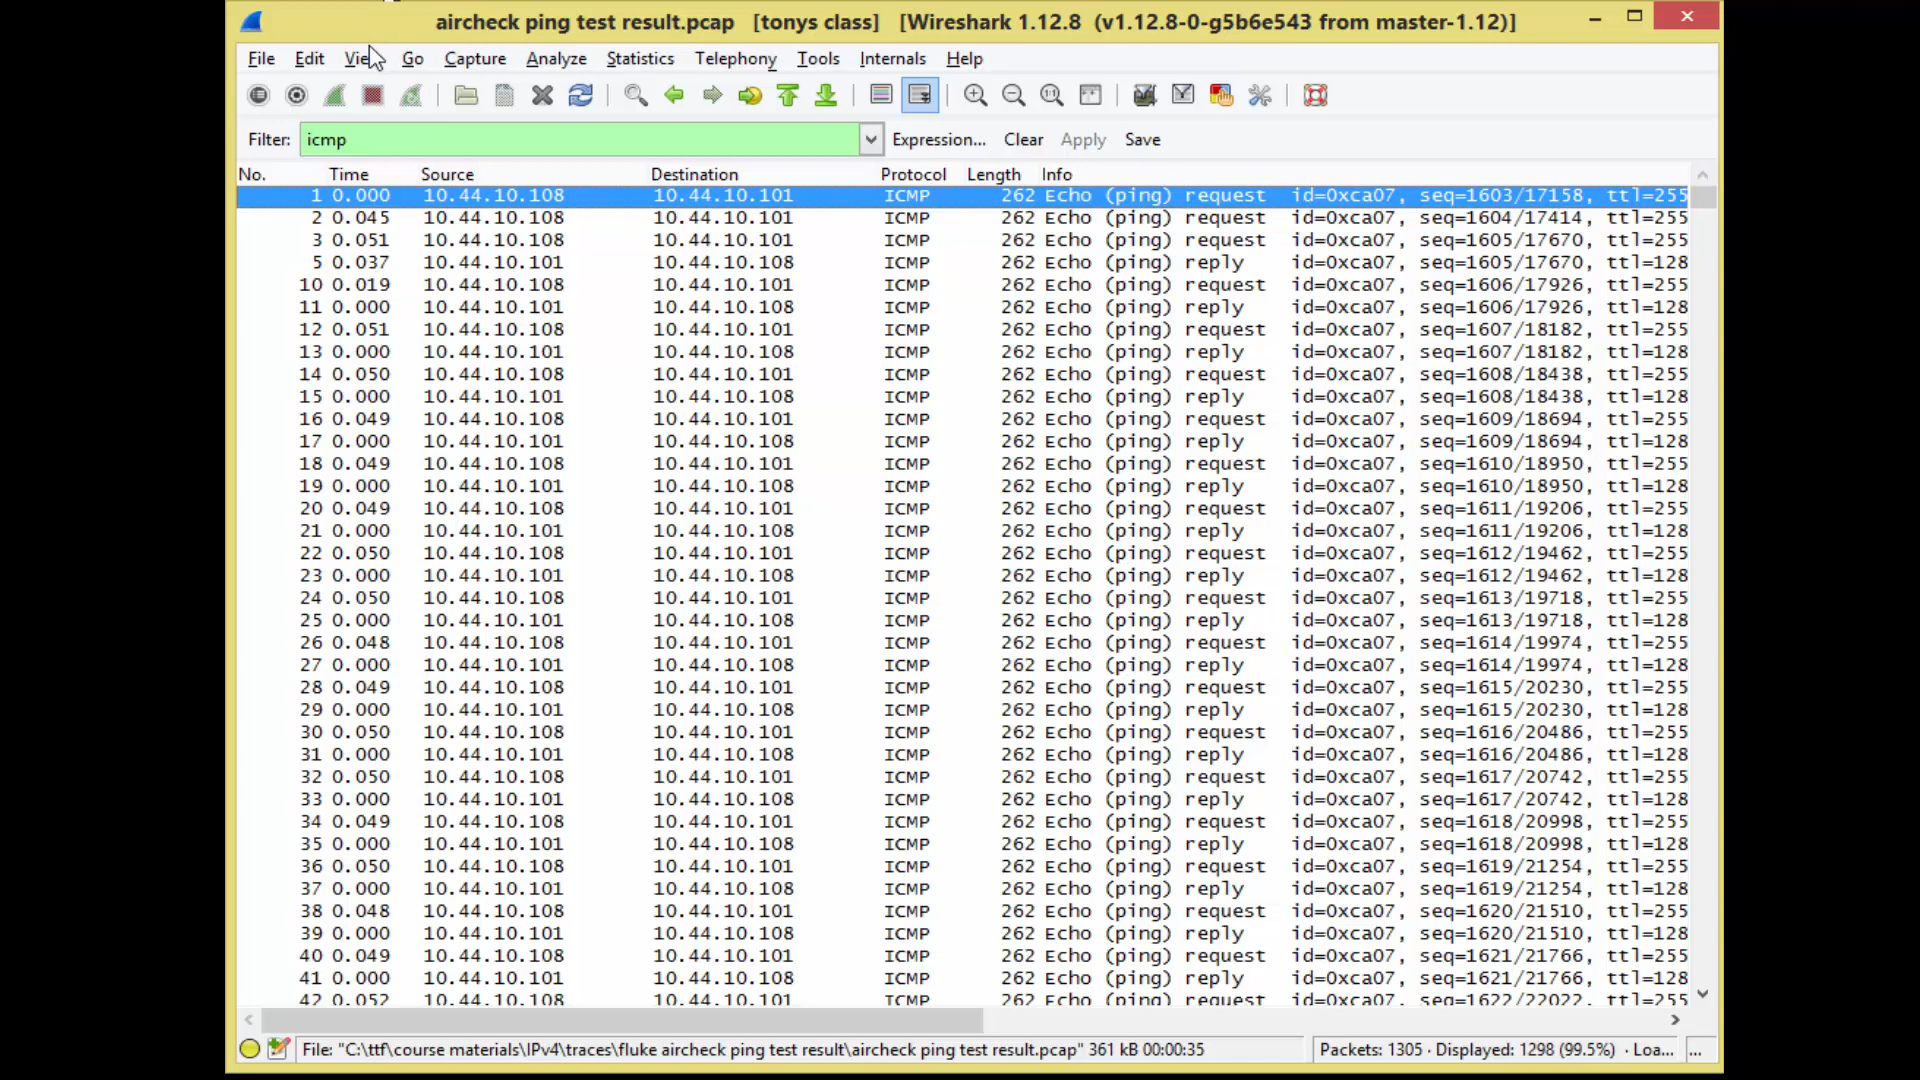 aircheck ping test result.pcap [tonys class] [Wireshark 1.12.8 (v1.12.8-0-g5b6e543 from master-1.12)]
File Edit View Go Capture Analyze Statistics Telephony Tools Internals Help
Filter: icmp Expression... Clear Apply Save
No. Time Source Destination Protocol Length Info
1 0.000 10.44.10.108 10.44.10.101 ICMP 262 Echo (ping) request id=0xca07, seq=1603/17158, ttl=255
2 0.045 10.44.10.108 10.44.10.101 ICMP 262 Echo (ping) request id=0xca07, seq=1604/17414, ttl=255
3 0.051 10.44.10.108 10.44.10.101 ICMP 262 Echo (ping) request id=0xca07, seq=1605/17670, ttl=255
5 0.037 10.44.10.101 10.44.10.108 ICMP 262 Echo (ping) reply id=0xca07, seq=1605/17670, ttl=128
10 0.019 10.44.10.108 10.44.10.101 ICMP 262 Echo (ping) request id=0xca07, seq=1606/17926, ttl=255
11 0.000 10.44.10.101 10.44.10.108 ICMP 262 Echo (ping) reply id=0xca07, seq=1606/17926, ttl=128
12 0.051 10.44.10.108 10.44.10.101 ICMP 262 Echo (ping) request id=0xca07, seq=1607/18182, ttl=255
13 0.000 10.44.10.101 10.44.10.108 ICMP 262 Echo (ping) reply id=0xca07, seq=1607/18182, ttl=128
14 0.050 10.44.10.108 10.44.10.101 ICMP 262 Echo (ping) request id=0xca07, seq=1608/18438, ttl=255
15 0.000 10.44.10.101 10.44.10.108 ICMP 262 Echo (ping) reply id=0xca07, seq=1608/18438, ttl=128
16 0.049 10.44.10.108 10.44.10.101 ICMP 262 Echo (ping) request id=0xca07, seq=1609/18694, ttl=255
17 0.000 10.44.10.101 10.44.10.108 ICMP 262 Echo (ping) reply id=0xca07, seq=1609/18694, ttl=128
18 0.049 10.44.10.108 10.44.10.101 ICMP 262 Echo (ping) request id=0xca07, seq=1610/18950, ttl=255
19 0.000 10.44.10.101 10.44.10.108 ICMP 262 Echo (ping) reply id=0xca07, seq=1610/18950, ttl=128
20 0.049 10.44.10.108 10.44.10.101 ICMP 262 Echo (ping) request id=0xca07, seq=1611/19206, ttl=255
21 0.000 10.44.10.101 10.44.10.108 ICMP 262 Echo (ping) reply id=0xca07, seq=1611/19206, ttl=128
22 0.050 10.44.10.108 10.44.10.101 ICMP 262 Echo (ping) request id=0xca07, seq=1612/19462, ttl=255
23 0.000 10.44.10.101 10.44.10.108 ICMP 262 Echo (ping) reply id=0xca07, seq=1612/19462, ttl=128
24 0.050 10.44.10.108 10.44.10.101 ICMP 262 Echo (ping) request id=0xca07, seq=1613/19718, ttl=255
25 0.000 10.44.10.101 10.44.10.108 ICMP 262 Echo (ping) reply id=0xca07, seq=1613/19718, ttl=128
26 0.048 10.44.10.108 10.44.10.101 ICMP 262 Echo (ping) request id=0xca07, seq=1614/19974, ttl=255
27 0.000 10.44.10.101 10.44.10.108 ICMP 262 Echo (ping) reply id=0xca07, seq=1614/19974, ttl=128
28 0.049 10.44.10.108 10.44.10.101 ICMP 262 Echo (ping) request id=0xca07, seq=1615/20230, ttl=255
29 0.000 10.44.10.101 10.44.10.108 ICMP 262 Echo (ping) reply id=0xca07, seq=1615/20230, ttl=128
30 0.050 10.44.10.108 10.44.10.101 ICMP 262 Echo (ping) request id=0xca07, seq=1616/20486, ttl=255
31 0.000 10.44.10.101 10.44.10.108 ICMP 262 Echo (ping) reply id=0xca07, seq=1616/20486, ttl=128
32 0.050 10.44.10.108 10.44.10.101 ICMP 262 Echo (ping) request id=0xca07, seq=1617/20742, ttl=255
33 0.000 10.44.10.101 10.44.10.108 ICMP 262 Echo (ping) reply id=0xca07, seq=1617/20742, ttl=128
34 0.049 10.44.10.108 10.44.10.101 ICMP 262 Echo (ping) request id=0xca07, seq=1618/20998, ttl=255
35 0.000 10.44.10.101 10.44.10.108 ICMP 262 Echo (ping) reply id=0xca07, seq=1618/20998, ttl=128
36 0.050 10.44.10.108 10.44.10.101 ICMP 262 Echo (ping) request id=0xca07, seq=1619/21254, ttl=255
37 0.000 10.44.10.101 10.44.10.108 ICMP 262 Echo (ping) reply id=0xca07, seq=1619/21254, ttl=128
38 0.048 10.44.10.108 10.44.10.101 ICMP 262 Echo (ping) request id=0xca07, seq=1620/21510, ttl=255
39 0.000 10.44.10.101 10.44.10.108 ICMP 262 Echo (ping) reply id=0xca07, seq=1620/21510, ttl=128
40 0.049 10.44.10.108 10.44.10.101 ICMP 262 Echo (ping) request id=0xca07, seq=1621/21766, ttl=255
41 0.000 10.44.10.101 10.44.10.108 ICMP 262 Echo (ping) reply id=0xca07, seq=1621/21766, ttl=128
42 0.052 10.44.10.108 10.44.10.101 ICMP 262 Echo (ping) request id=0xca07, seq=1622/22022, ttl=255
File: "C:\ttf\course materials\IPv4\traces\fluke aircheck ping test result\aircheck ping test result.pcap" 361 kB 00:00:35 Packets: 1305 · Displayed: 1298 (99.5%) · Loa... ...